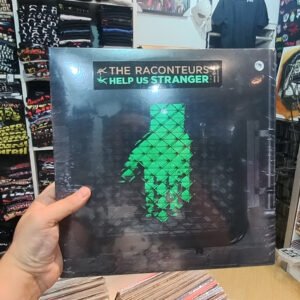 THE RACONTEURS
HELP US STRANGER